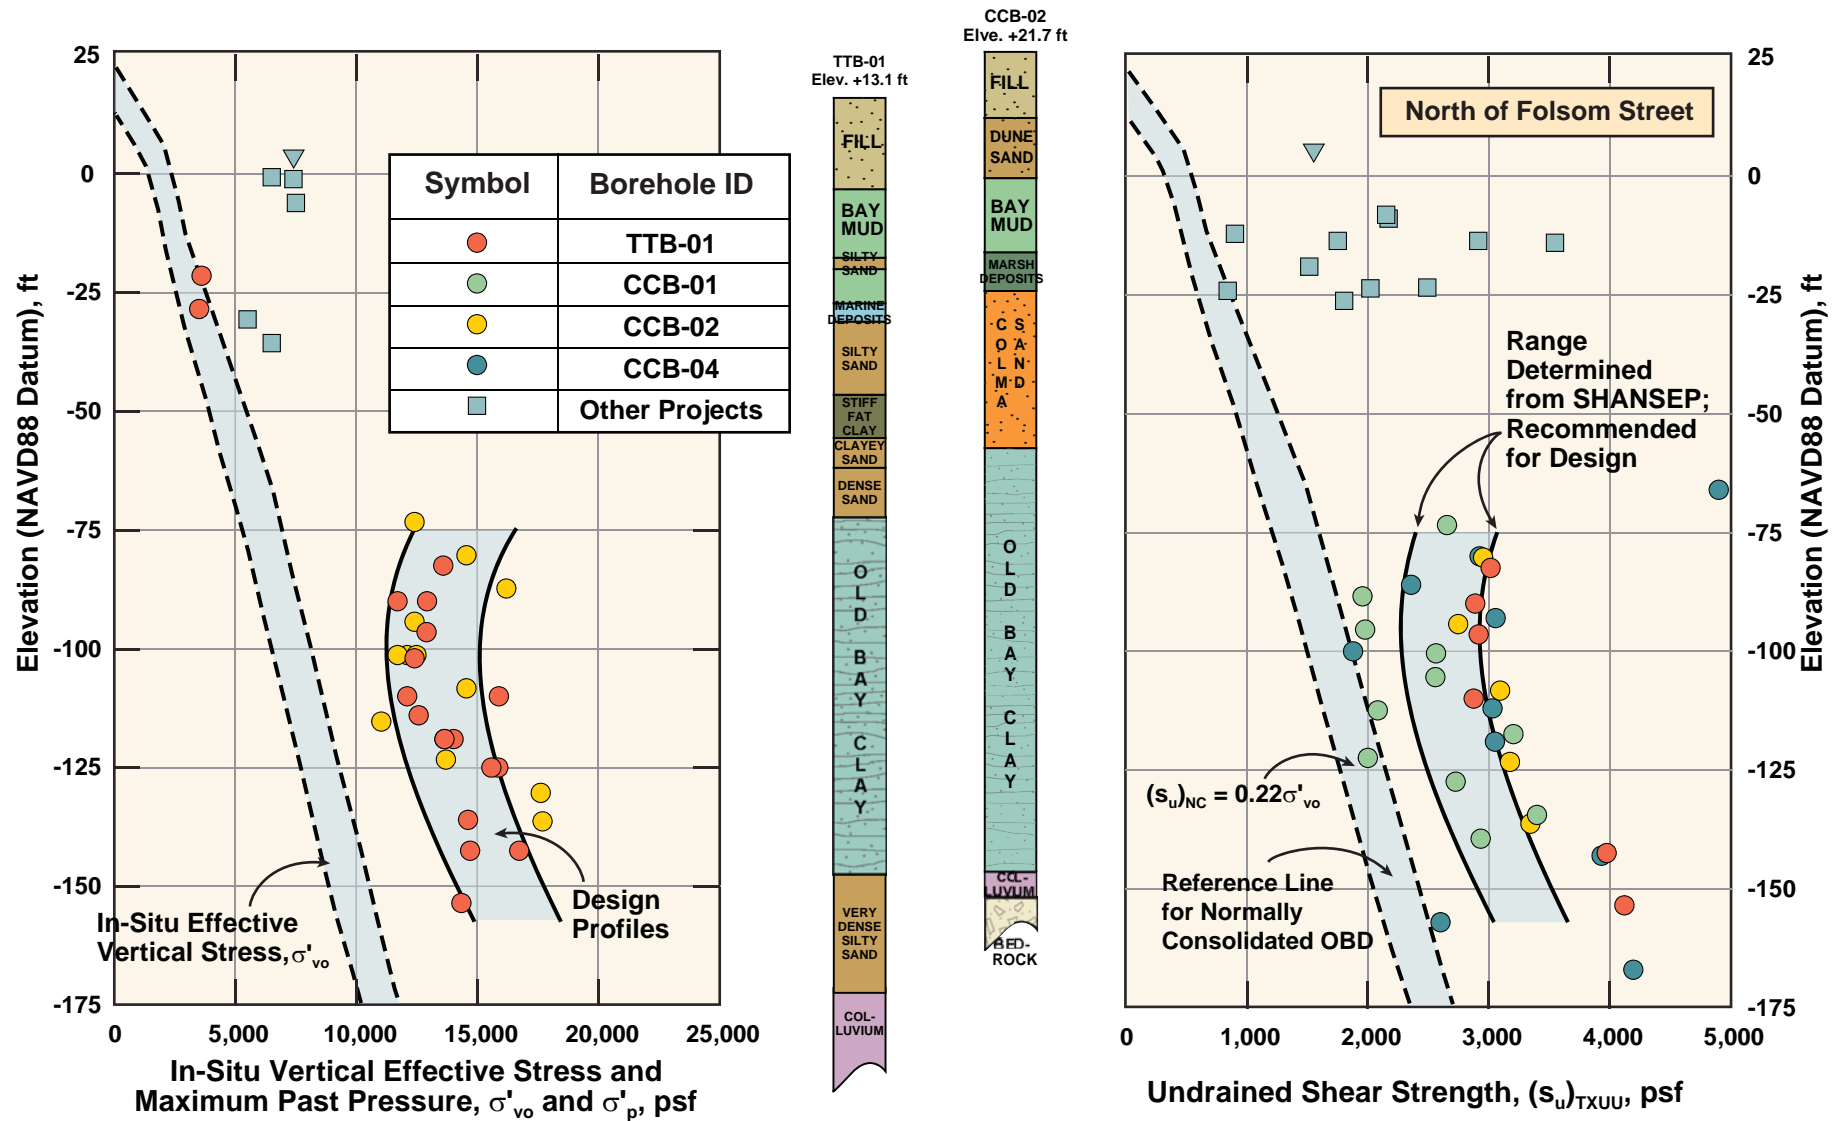 CCB-02
Elve. +21.7 ft
TTB-01
Elev. +13.1 ft
25
0
-25
-50
-75
-100
-125
-150
-175
Elevation (NAVD88 Datum), ft
0
5,000
10,000
15,000
20,000
25,000
In-Situ Vertical Effective Stress and
Maximum Past Pressure, σ'vo and σ'p, psf
In-Situ Effective
Vertical Stress,σ'vo
Design
Profiles
Symbol
Borehole ID
TTB-01
CCB-01
CCB-02
CCB-04
Other Projects
FILL
BAY
MUD
SILTY
SAND
MARINE
DEPOSITS
SILTY
SAND
STIFF
FAT
CLAY
CLAYEY
SAND
DENSE
SAND
OLD BAY CLAY
VERY
DENSE
SILTY
SAND
COL-
LUVIUM
FILL
DUNE
SAND
BAY
MUD
MARSH
DEPOSITS
COLMA
SAND
OLD BAY CLAY
COL-
LUVUM
BED-
ROCK
North of Folsom Street
Range
Determined
from SHANSEP;
Recommended
for Design
(su)NC = 0.22σ'vo
Reference Line
for Normally
Consolidated OBD
25
0
-25
-50
-75
-100
-125
-150
-175
Elevation (NAVD88 Datum), ft
0
1,000
2,000
3,000
4,000
5,000
Undrained Shear Strength, (su)TXUU, psf